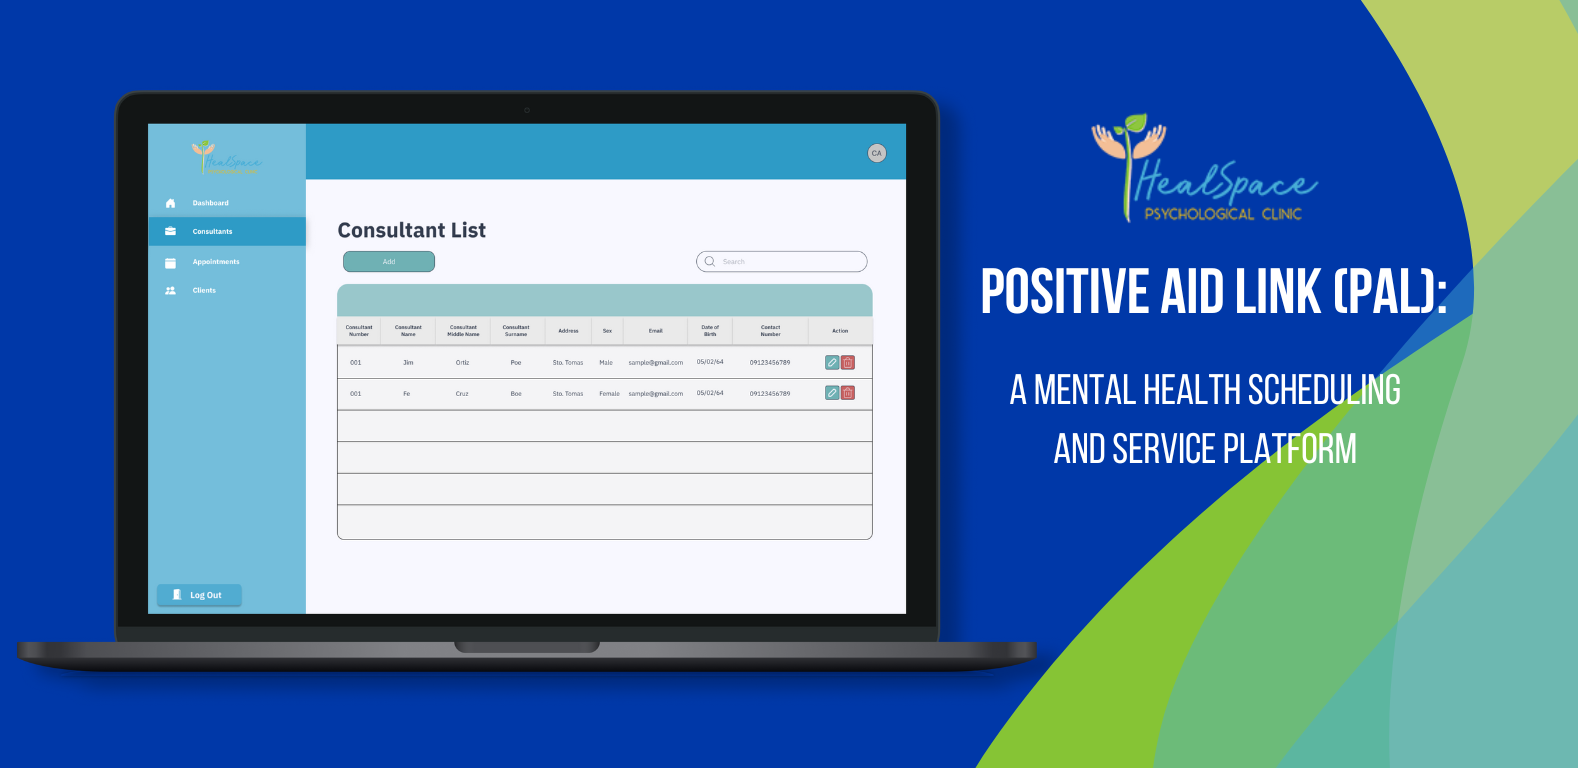 HealSpace
PSYCHOLOGICAL CLINIC
CA
Dashboard
Consultants
Appointments
Clients
Log Out
Consultant List
Add
Search
Consultant Number Consultant Name Consultant Middle Name Consultant Surname Address Sex Email Date of Birth Contact Number Action
001 Jim Ortiz Poe Sto. Tomas Male sample@gmail.com 05/02/64 09123456789
001 Fe Cruz Boe Sto. Tomas Female sample@gmail.com 05/02/64 09123456789
HealSpace
PSYCHOLOGICAL CLINIC
POSITIVE AID LINK (PAL):
A MENTAL HEALTH SCHEDULING
AND SERVICE PLATFORM